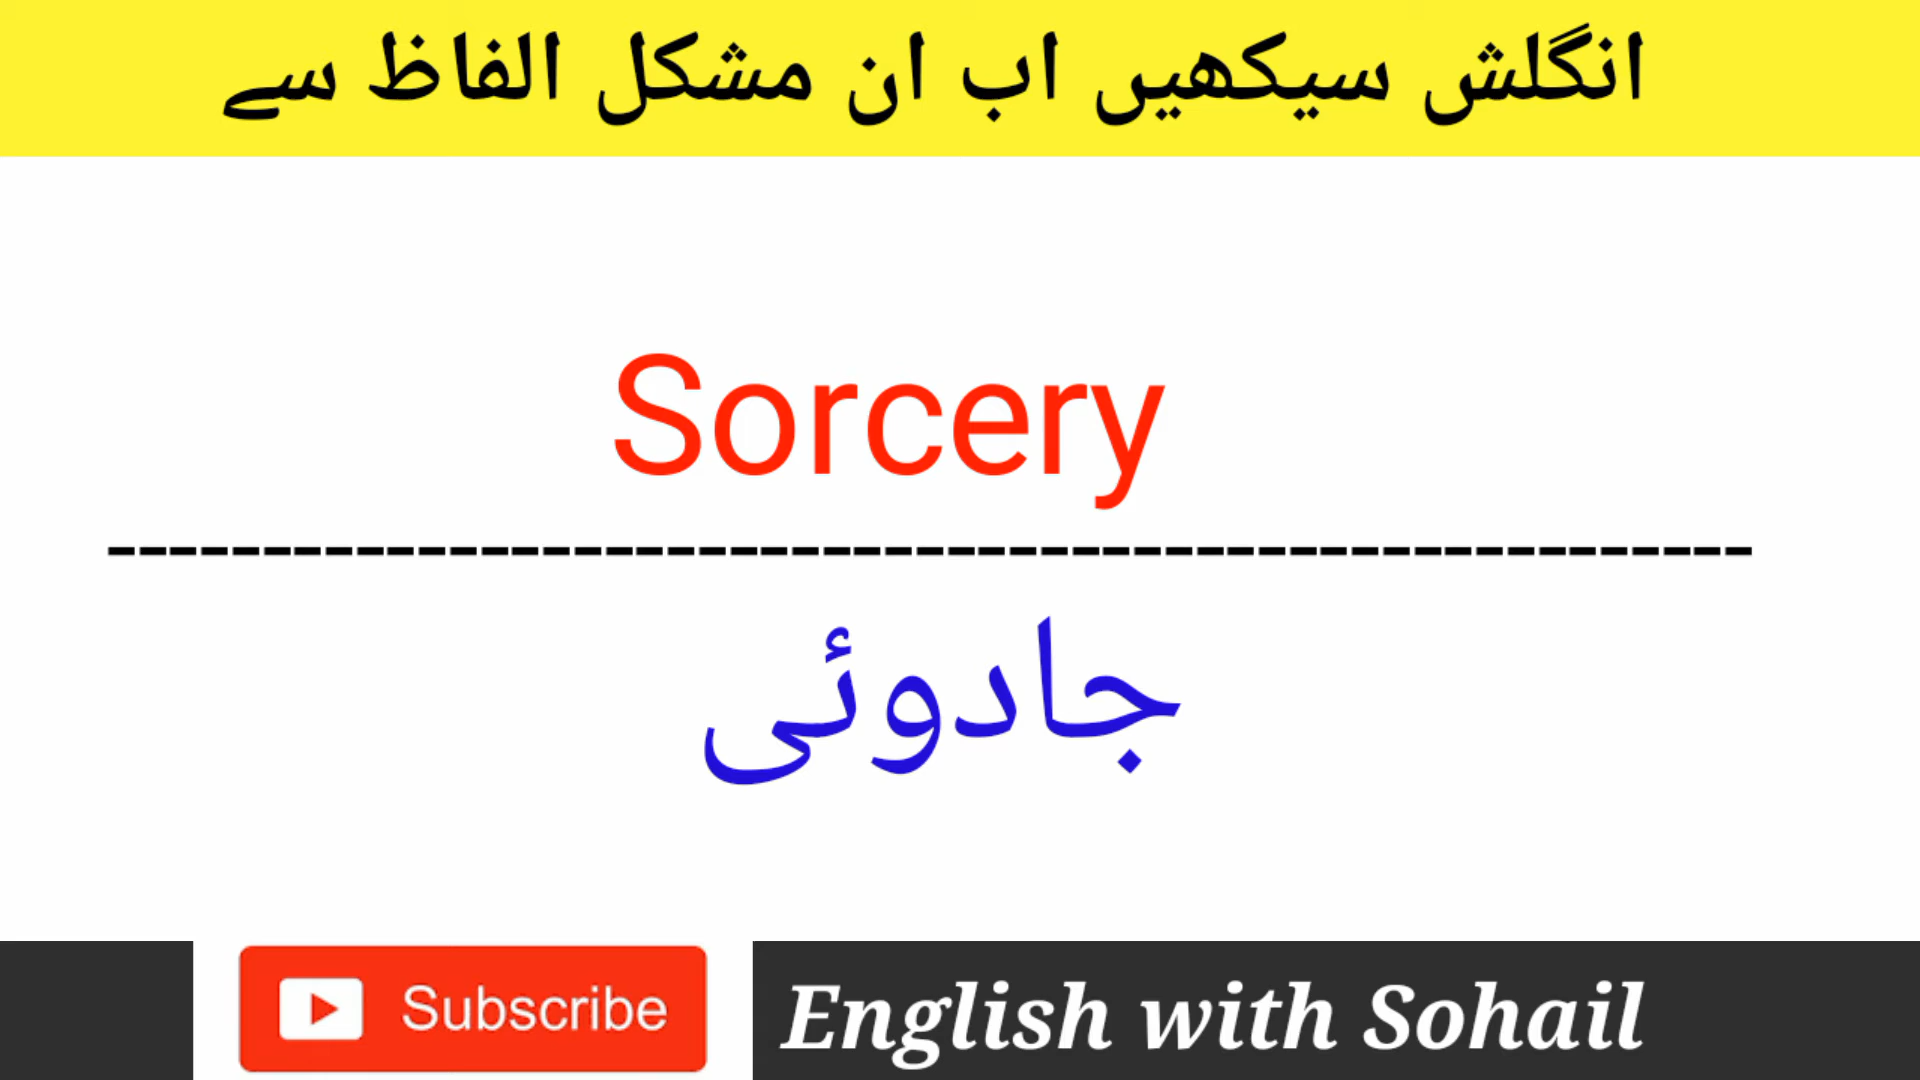 انگلش سیکھیں اب ان مشکل الفاظ سے
Sorcery
-----------------------------------------------------
جادوئی
Subscribe
English with Sohail